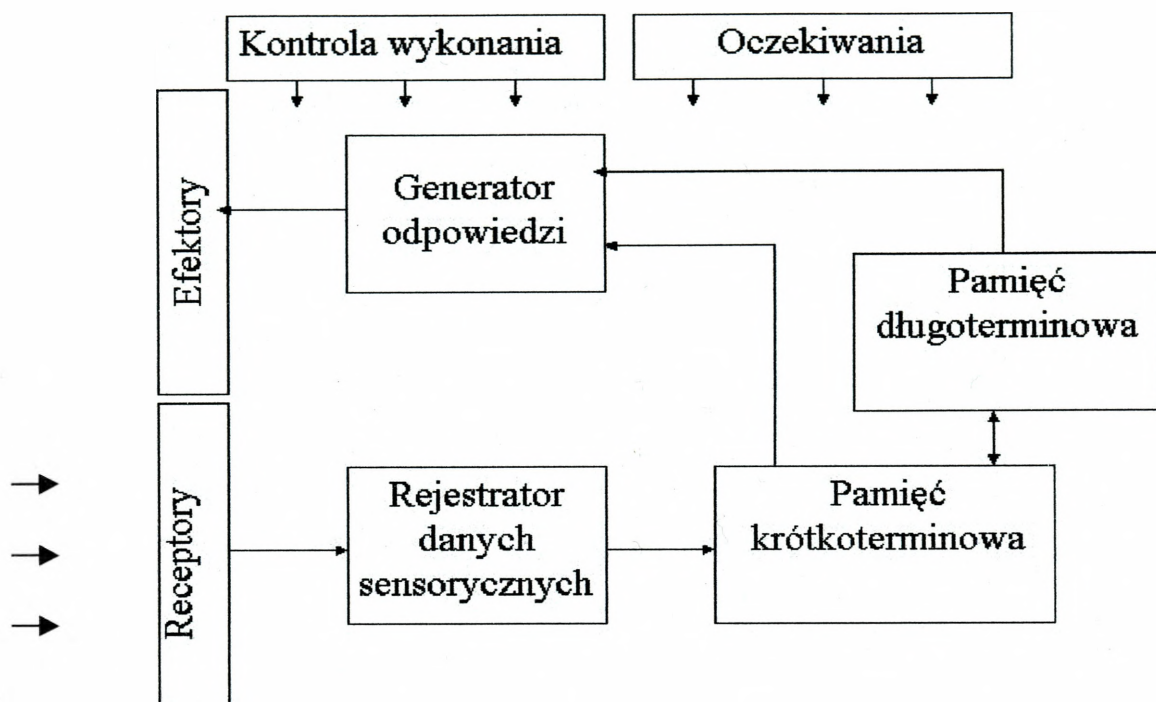 Kontrola wykonania
Oczekiwania
Efektory
Generator
odpowiedzi
Pamięć
długoterminowa
Receptory
Rejestrator
danych
sensorycznych
Pamięć
krótkoterminowa